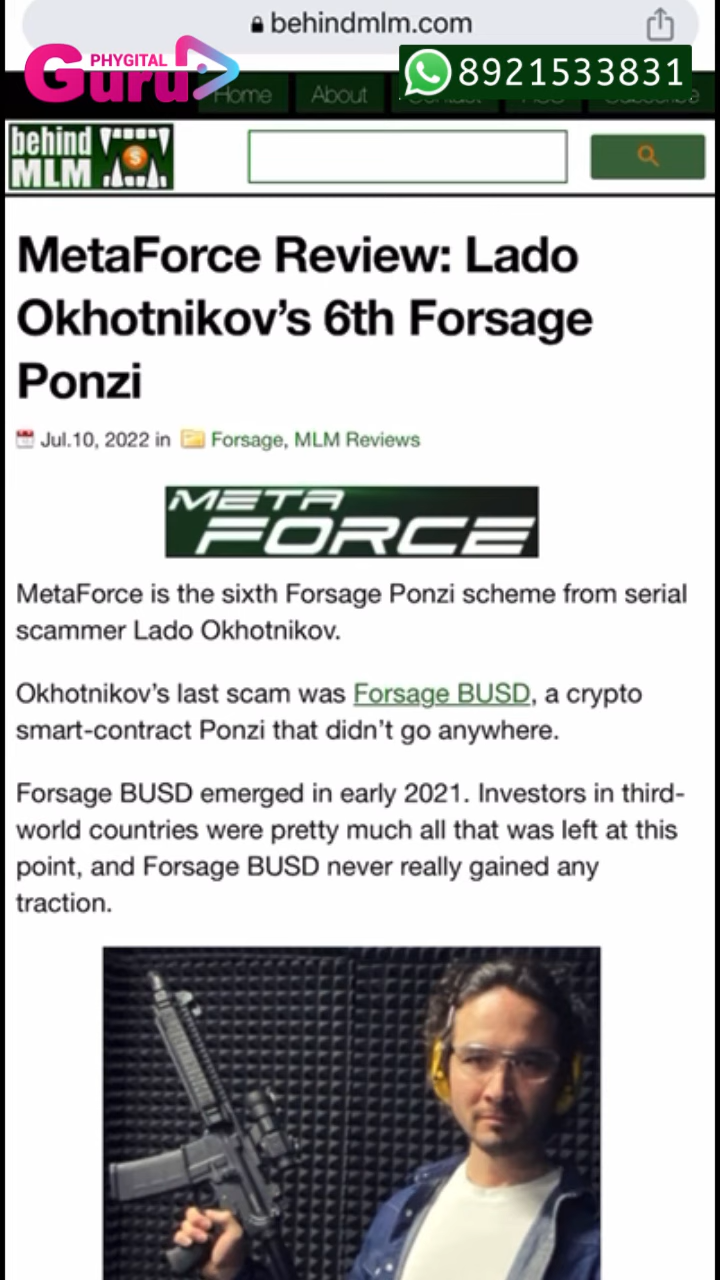 behindmlm.com
PHYGITAL
Guru
8921533831
Home About Contact RSS Subscribe
behind
MLM
MetaForce Review: Lado
Okhotnikov’s 6th Forsage
Ponzi
Jul.10, 2022 in Forsage, MLM Reviews
META
FORCE
MetaForce is the sixth Forsage Ponzi scheme from serial
scammer Lado Okhotnikov.
Okhotnikov’s last scam was Forsage BUSD, a crypto
smart-contract Ponzi that didn’t go anywhere.
Forsage BUSD emerged in early 2021. Investors in third-
world countries were pretty much all that was left at this
point, and Forsage BUSD never really gained any
traction.